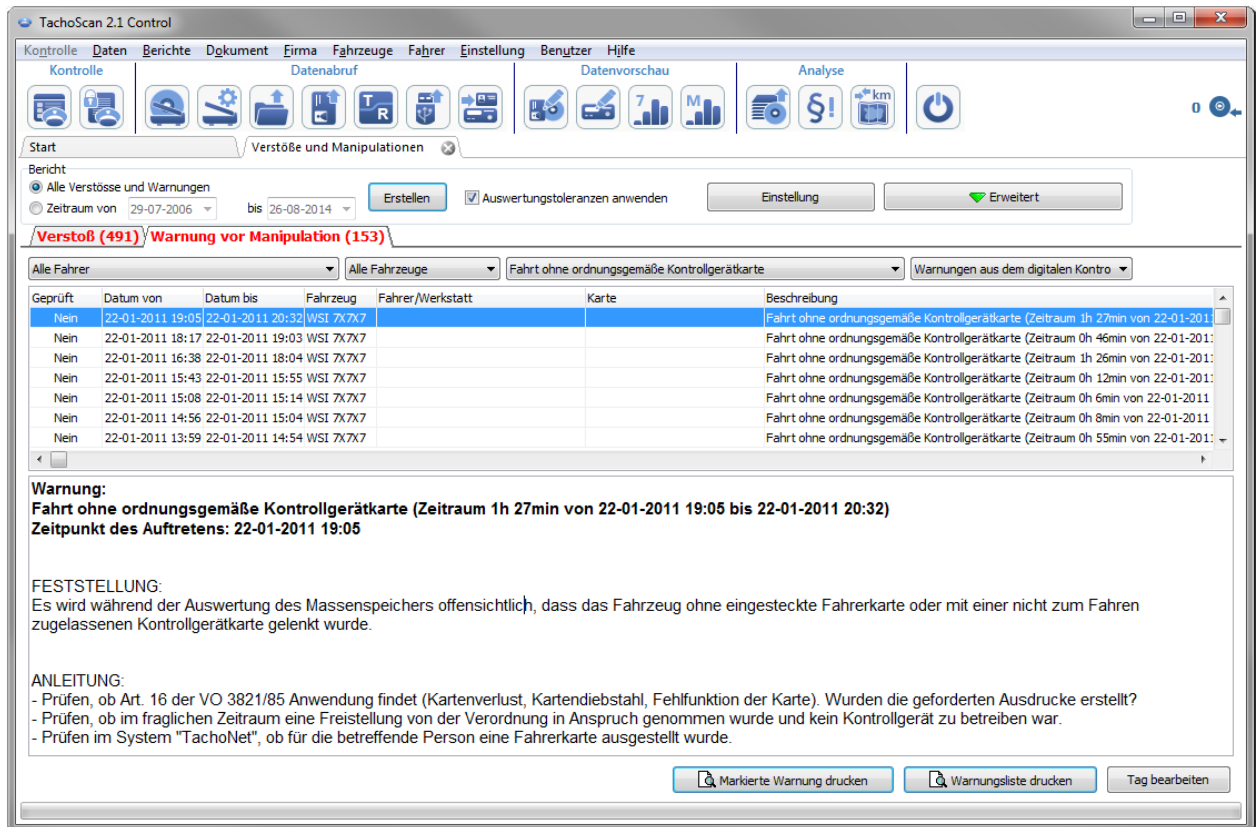 TachoScan 2.1 Control
Kontrolle Daten Berichte Dokument Firma Fahrzeuge Fahrer Einstellung Benutzer Hilfe
Kontrolle Datenabruf Datenvorschau Analyse
T R 7 M §! km
0
Start Verstöße und Manipulationen
Bericht
Alle Verstösse und Warnungen
Zeitraum von 29-07-2006 bis 26-08-2014 Erstellen Auswertungstoleranzen anwenden Einstellung Erweitert
Verstoß (491) Warnung vor Manipulation (153)
Alle Fahrer Alle Fahrzeuge Fahrt ohne ordnungsgemäße Kontrollgerätkarte Warnungen aus dem digitalen Kontro
Geprüft Datum von Datum bis Fahrzeug Fahrer/Werkstatt Karte Beschreibung
Nein 22-01-2011 19:05 22-01-2011 20:32 WSI 7X7X7 Fahrt ohne ordnungsgemäße Kontrollgerätkarte (Zeitraum 1h 27min von 22-01-2011
Nein 22-01-2011 18:17 22-01-2011 19:03 WSI 7X7X7 Fahrt ohne ordnungsgemäße Kontrollgerätkarte (Zeitraum 0h 46min von 22-01-2011
Nein 22-01-2011 16:38 22-01-2011 18:04 WSI 7X7X7 Fahrt ohne ordnungsgemäße Kontrollgerätkarte (Zeitraum 1h 26min von 22-01-2011
Nein 22-01-2011 15:43 22-01-2011 15:55 WSI 7X7X7 Fahrt ohne ordnungsgemäße Kontrollgerätkarte (Zeitraum 0h 12min von 22-01-2011
Nein 22-01-2011 15:08 22-01-2011 15:14 WSI 7X7X7 Fahrt ohne ordnungsgemäße Kontrollgerätkarte (Zeitraum 0h 6min von 22-01-2011
Nein 22-01-2011 14:56 22-01-2011 15:04 WSI 7X7X7 Fahrt ohne ordnungsgemäße Kontrollgerätkarte (Zeitraum 0h 8min von 22-01-2011
Nein 22-01-2011 13:59 22-01-2011 14:54 WSI 7X7X7 Fahrt ohne ordnungsgemäße Kontrollgerätkarte (Zeitraum 0h 55min von 22-01-2011
Warnung:
Fahrt ohne ordnungsgemäße Kontrollgerätkarte (Zeitraum 1h 27min von 22-01-2011 19:05 bis 22-01-2011 20:32)
Zeitpunkt des Auftretens: 22-01-2011 19:05
FESTSTELLUNG:
Es wird während der Auswertung des Massenspeichers offensichtlich, dass das Fahrzeug ohne eingesteckte Fahrerkarte oder mit einer nicht zum Fahren
zugelassenen Kontrollgerätkarte gelenkt wurde.
ANLEITUNG:
- Prüfen, ob Art. 16 der VO 3821/85 Anwendung findet (Kartenverlust, Kartendiebstahl, Fehlfunktion der Karte). Wurden die geforderten Ausdrucke erstellt?
- Prüfen, ob im fraglichen Zeitraum eine Freistellung von der Verordnung in Anspruch genommen wurde und kein Kontrollgerät zu betreiben war.
- Prüfen im System "TachoNet", ob für die betreffende Person eine Fahrerkarte ausgestellt wurde.
Markierte Warnung drucken Warnungsliste drucken Tag bearbeiten